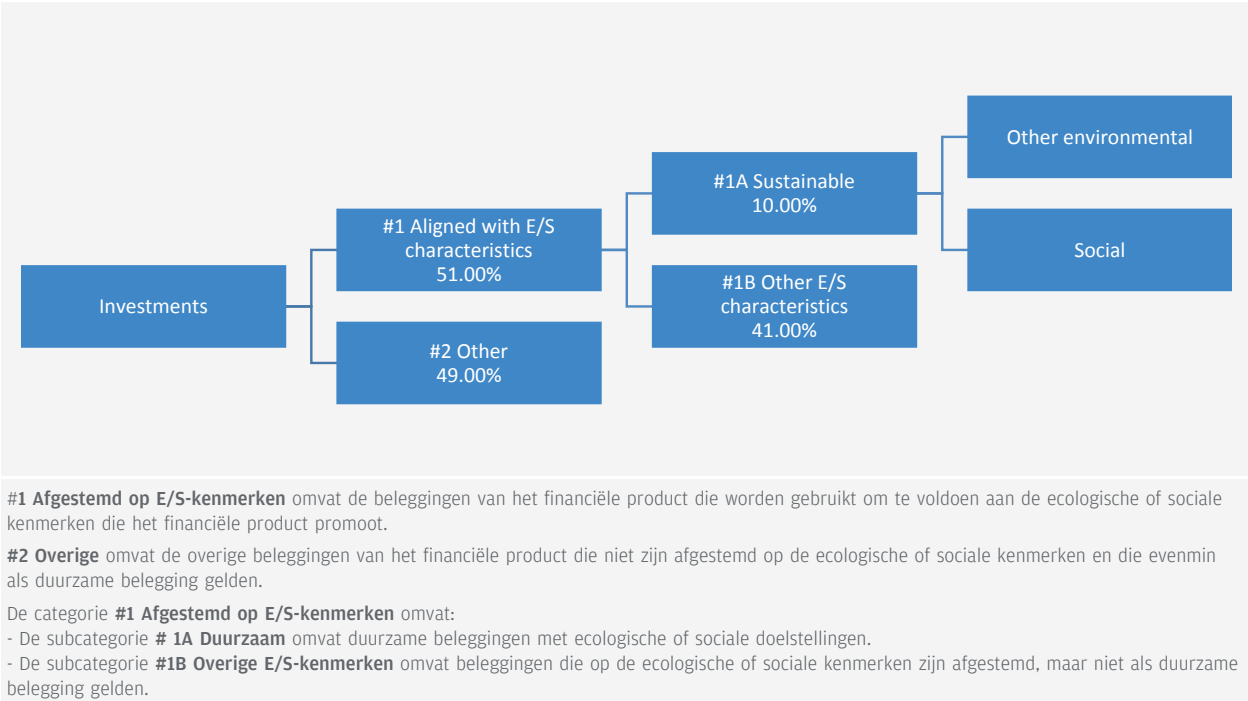 Other environmental
#1A Sustainable
10.00%
#1 Aligned with E/S
characteristics
51.00%
Social
#1B Other E/S
characteristics
41.00%
Investments
#2 Other
49.00%
#1 Afgestemd op E/S-kenmerken omvat de beleggingen van het financiële product die worden gebruikt om te voldoen aan de ecologische of sociale
kenmerken die het financiële product promoot.
#2 Overige omvat de overige beleggingen van het financiële product die niet zijn afgestemd op de ecologische of sociale kenmerken en die evenmin
als duurzame belegging gelden.
De categorie #1 Afgestemd op E/S-kenmerken omvat:
- De subcategorie # 1A Duurzaam omvat duurzame beleggingen met ecologische of sociale doelstellingen.
- De subcategorie #1B Overige E/S-kenmerken omvat beleggingen die op de ecologische of sociale kenmerken zijn afgestemd, maar niet als duurzame
belegging gelden.